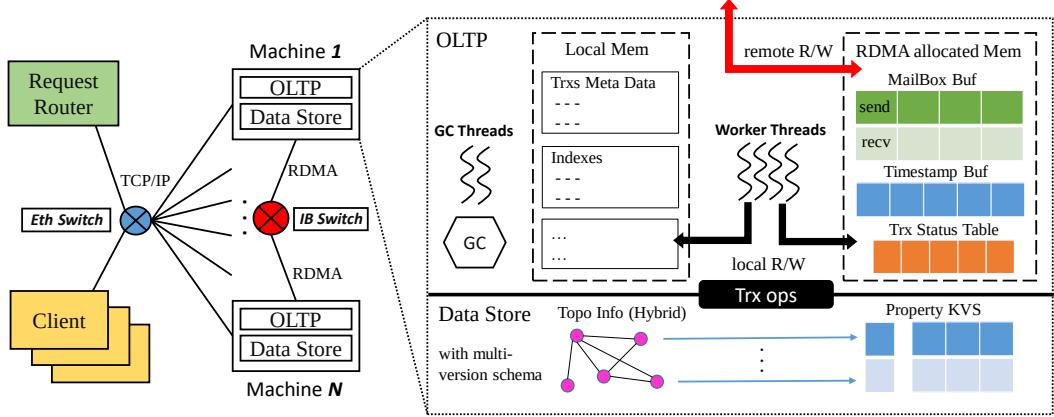 Request
Router
TCP/IP
Eth Switch
Client
Machine 1
OLTP
Data Store
RDMA
IB Switch
RDMA
OLTP
Data Store
Machine N
OLTP
GC Threads
GC
Local Mem
Trxs Meta Data
- - -
- - -
Indexes
- - -
- - -
...
...
remote R/W
Worker Threads
local R/W
RDMA allocated Mem
MailBox Buf
send
recv
Timestamp Buf
Trx Status Table
Trx ops
Data Store
with multi-
version schema
Topo Info (Hybrid)
Property KVS